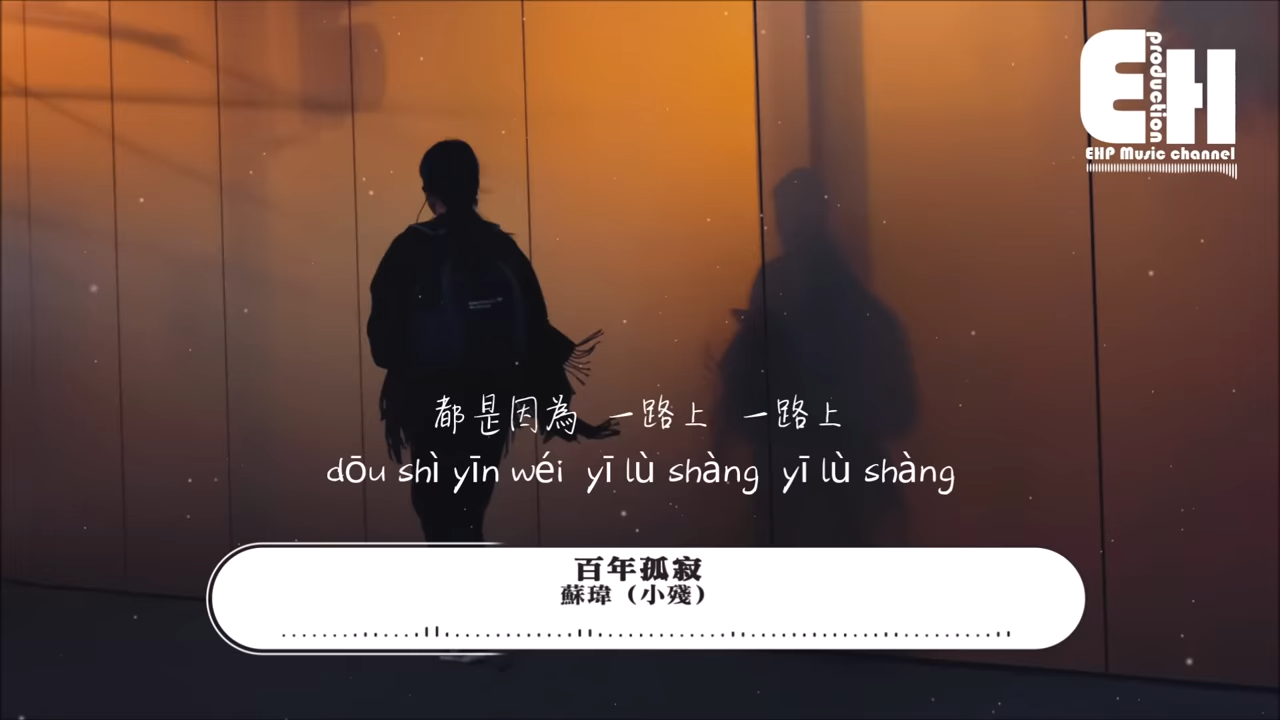 production
EH
EHP Music channel
都是因為 一路上 一路上
dōu shì yīn wéi yī lù shàng yī lù shàng
百年孤寂
蘇瑋（小殘）